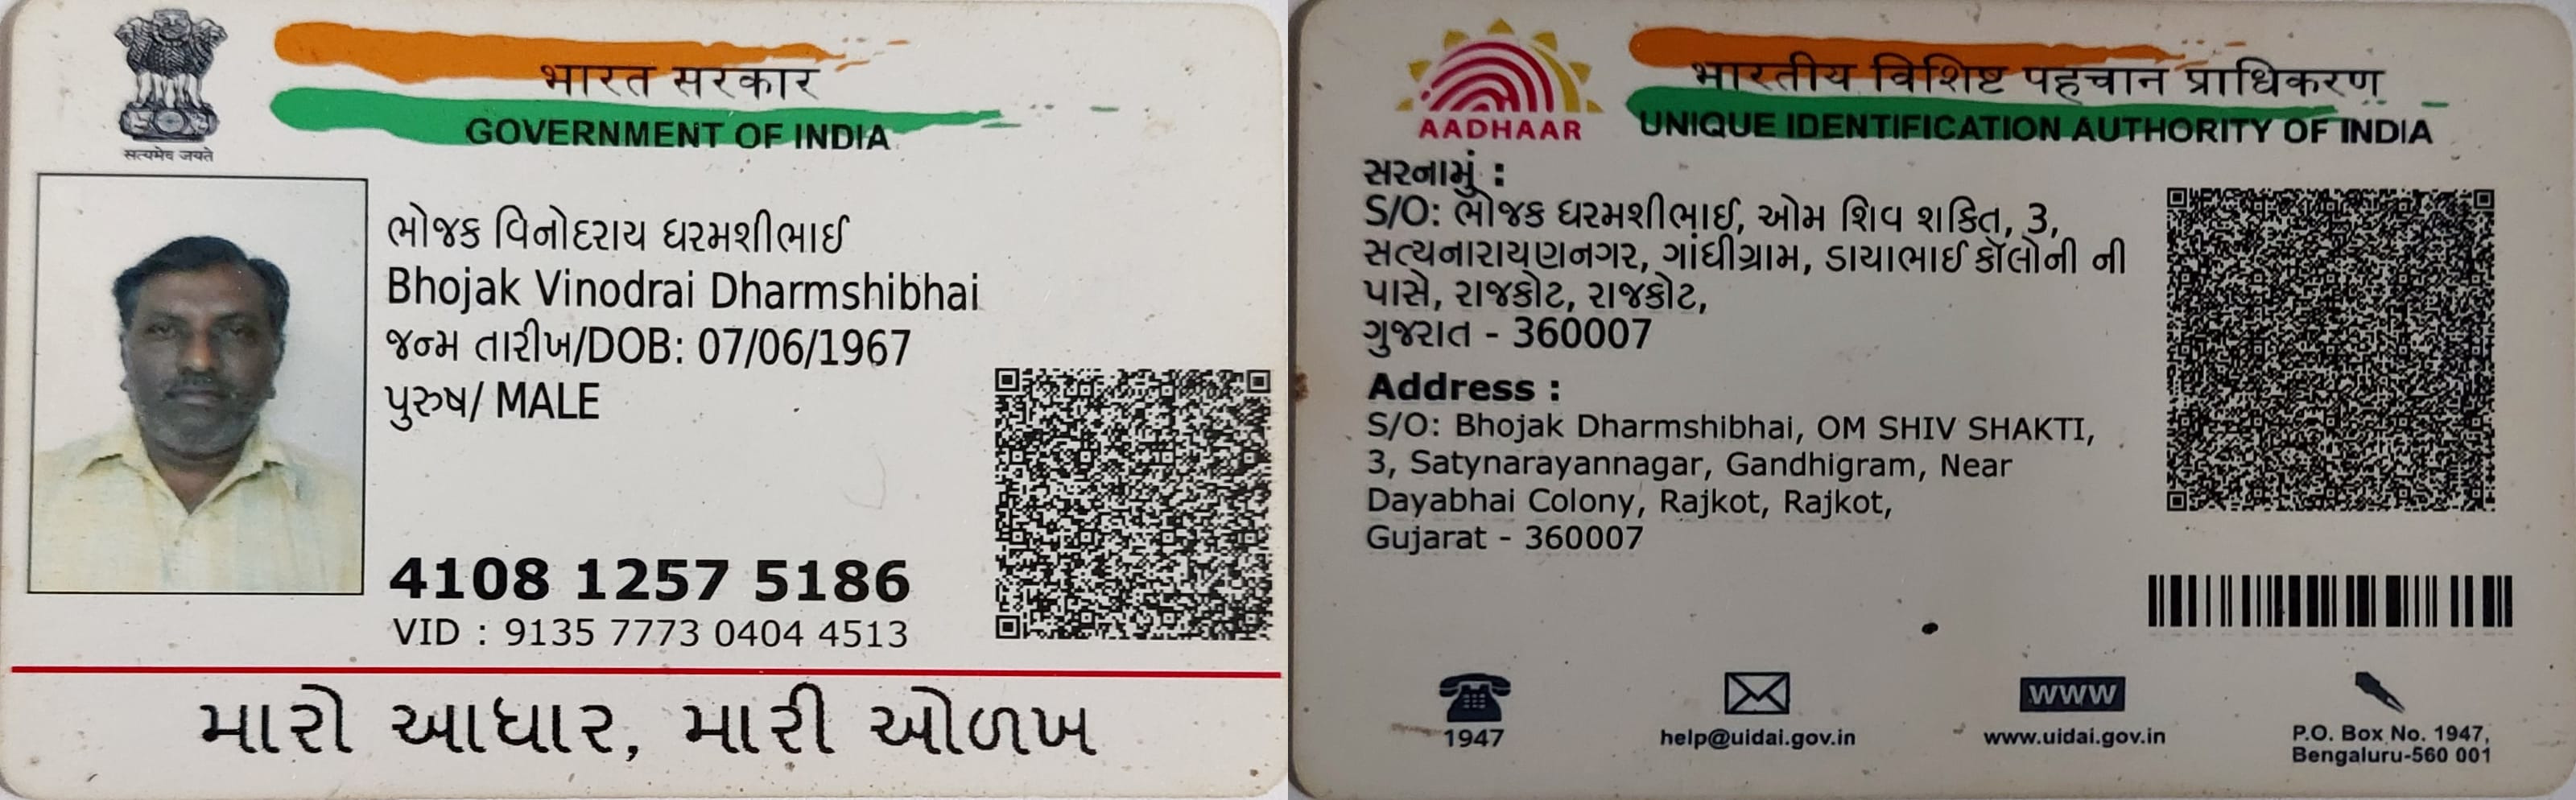 भारत सरकार
GOVERNMENT OF INDIA
सत्यमेव जयते
ભોજક વિનોદરાય ધરમશીભાઈ
Bhojak Vinodrai Dharmshibhai
જન્મ તારીખ/DOB: 07/06/1967
પુરુષ/ MALE
4108 1257 5186
VID : 9135 7773 0404 4513
મારો આધાર, મારી ઓળખ
भारतीय विशिष्ट पहचान प्राधिकरण
UNIQUE IDENTIFICATION AUTHORITY OF INDIA
AADHAAR
સરનામું :
S/O: ભોજક ધરમશીભાઈ, ઓમ શિવ શક્તિ, 3,
સત્યનારાયણનગર, ગાંધીગ્રામ, ડાયાભાઈ કોલોની ની
પાસે, રાજકોટ, રાજકોટ,
ગુજરાત - 360007
Address :
S/O: Bhojak Dharmshibhai, OM SHIV SHAKTI,
3, Satynarayannagar, Gandhigram, Near
Dayabhai Colony, Rajkot, Rajkot,
Gujarat - 360007
1947
help@uidai.gov.in
www
www.uidai.gov.in
P.O. Box No. 1947,
Bengaluru-560 001